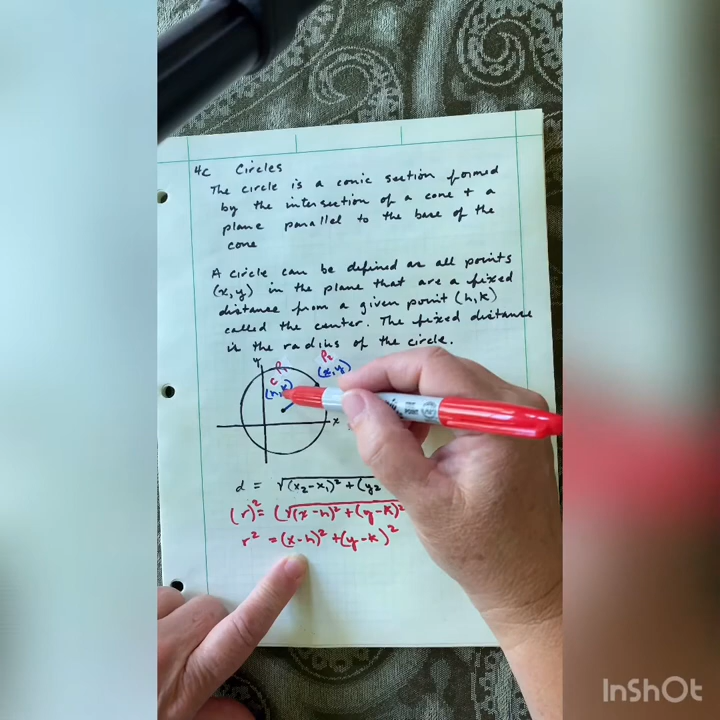 4C Circles
The circle is a conic section formed
by the intersection of a cone + a
plane parallel to the base of the
cone
A circle can be defined as all points
(x,y) in the plane that are a fixed
distance from a given point (h,k)
called the center. The fixed distance
is the radius of the circle.
y
P1
P2
C
(x,y)
(h,k)
x
d = √(x₂-x₁)² + (y₂
(r)² = (√(x-h)² + (y-k)²
r² = (x-h)² + (y-k)²
InShOt